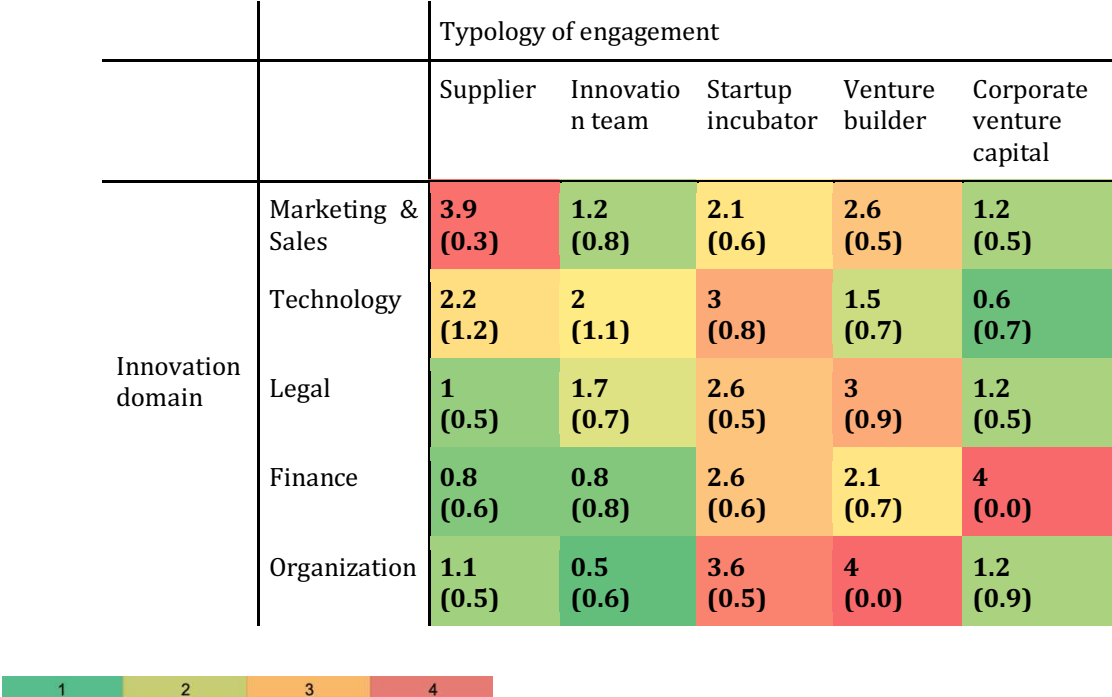 Typology of engagement
Supplier Innovatio Startup Venture Corporate
n team incubator builder venture
capital
Marketing & 3.9 1.2 2.1 2.6 1.2
Sales (0.3) (0.8) (0.6) (0.5) (0.5)
Technology 2.2 2 3 1.5 0.6
(1.2) (1.1) (0.8) (0.7) (0.7)
Innovation
domain
Legal 1 1.7 2.6 3 1.2
(0.5) (0.7) (0.5) (0.9) (0.5)
Finance 0.8 0.8 2.6 2.1 4
(0.6) (0.8) (0.6) (0.7) (0.0)
Organization 1.1 0.5 3.6 4 1.2
(0.5) (0.6) (0.5) (0.0) (0.9)
1 2 3 4